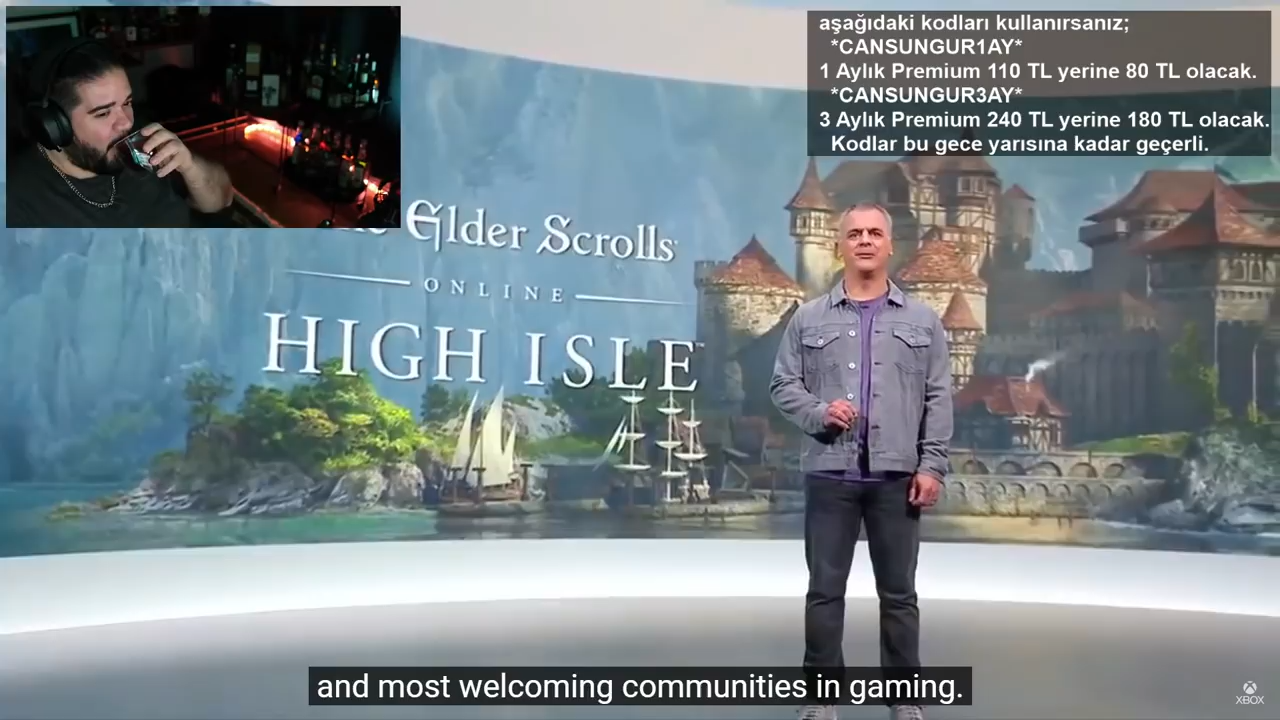 aşağıdaki kodları kullanırsanız;
*CANSUNGUR1AY*
1 Aylık Premium 110 TL yerine 80 TL olacak.
*CANSUNGUR3AY*
3 Aylık Premium 240 TL yerine 180 TL olacak.
Kodlar bu gece yarısına kadar geçerli.
Elder Scrolls
ONLINE
HIGH ISLE™
and most welcoming communities in gaming.
XBOX